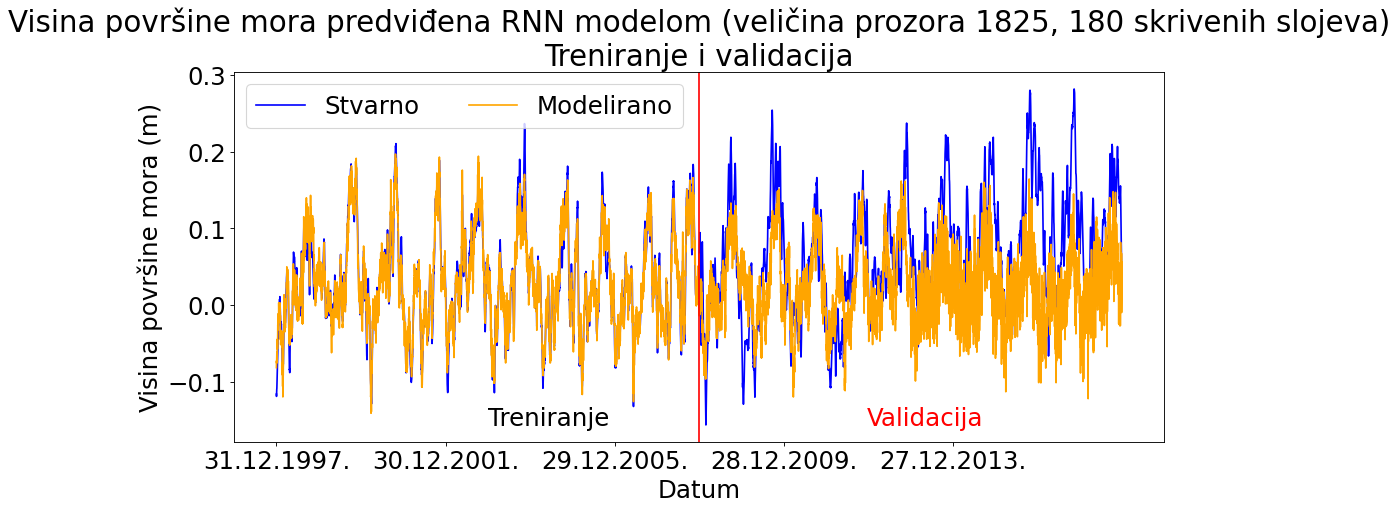 Visina površine mora predviđena RNN modelom (veličina prozora 1825, 180 skrivenih slojeva)
Treniranje i validacija
Stvarno Modelirano
Visina površine mora (m)
0.3
0.2
0.1
0.0
−0.1
Treniranje Validacija
31.12.1997. 30.12.2001. 29.12.2005. 28.12.2009. 27.12.2013.
Datum